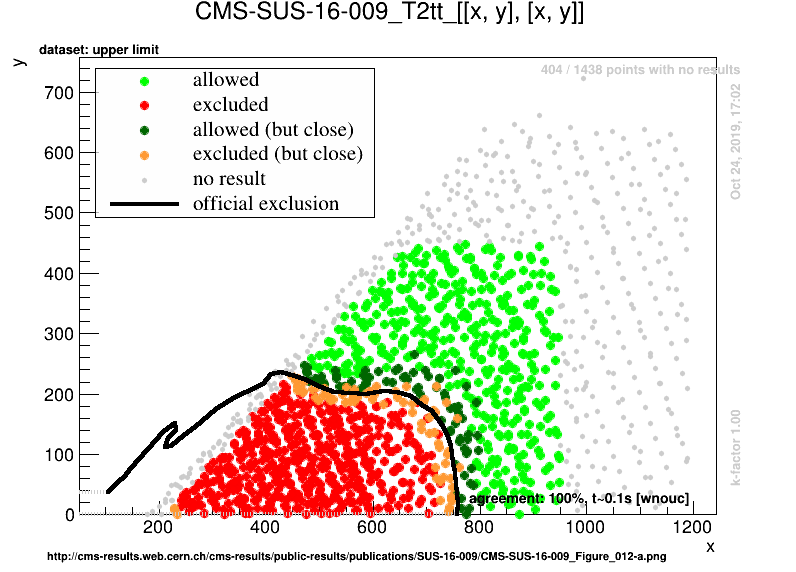 CMS-SUS-16-009_T2tt_[[x, y], [x, y]]
dataset: upper limit
y
404 / 1438 points with no results
allowed
excluded
allowed (but close)
excluded (but close)
no result
official exclusion
Oct 24, 2019, 17:02
k-factor 1.00
700
600
500
400
300
200
100
0
agreement: 100%, t~0.1s [wnouc]
200
400
600
800
1000
1200
x
http://cms-results.web.cern.ch/cms-results/public-results/publications/SUS-16-009/CMS-SUS-16-009_Figure_012-a.png